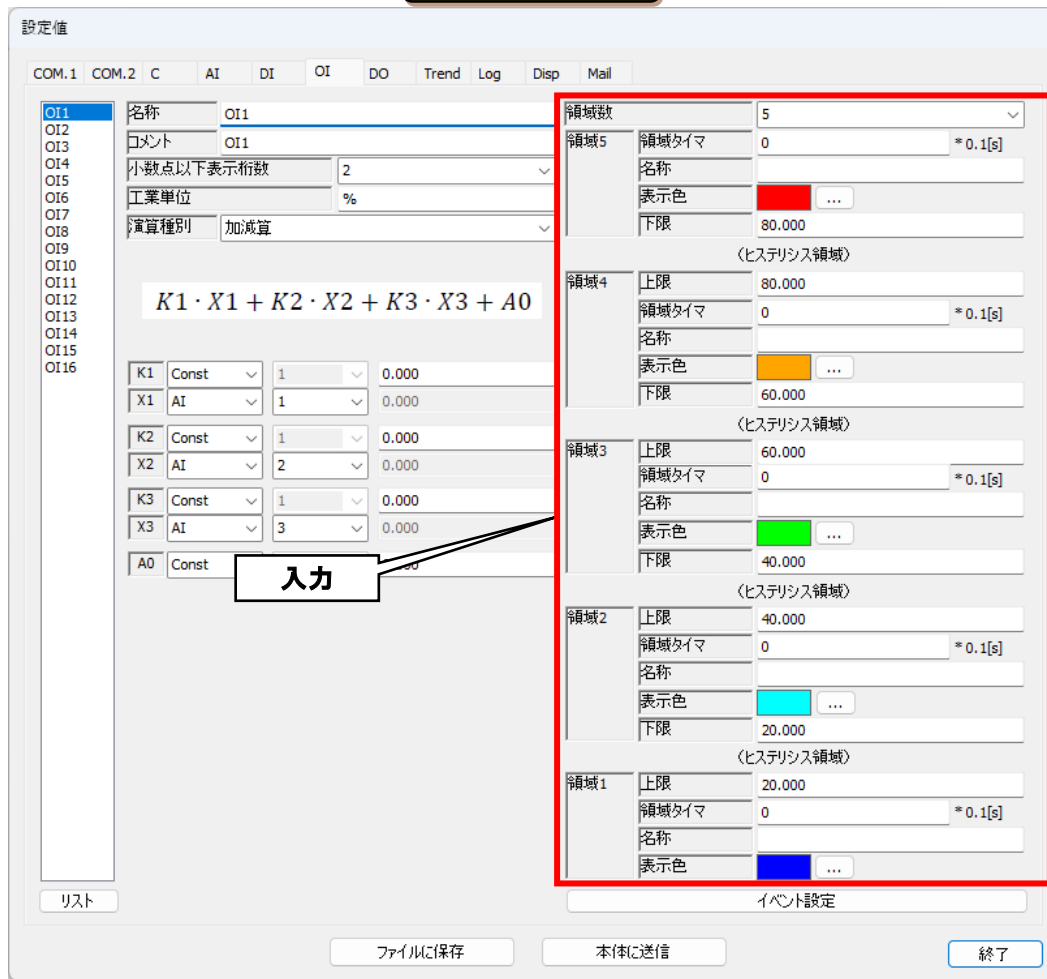 設定値
COM.1 COM.2 C AI DI OI DO Trend Log Disp Mail
OI1
OI2
OI3
OI4
OI5
OI6
OI7
OI8
OI9
OI10
OI11
OI12
OI13
OI14
OI15
OI16
リスト
名称 OI1
コメント OI1
小数点以下表示桁数 2
工業単位 %
演算種別 加減算
K1 · X1 + K2 · X2 + K3 · X3 + A0
K1 Const 1 0.000
X1 AI 1 0.000
K2 Const 1 0.000
X2 AI 2 0.000
K3 Const 1 0.000
X3 AI 3 0.000
A0 Const
入力
領域数 5
領域5 領域タイマ 0 * 0.1[s]
名称
表示色 ...
下限 80.000
(ヒステリシス領域)
領域4 上限 80.000
領域タイマ 0 * 0.1[s]
名称
表示色 ...
下限 60.000
(ヒステリシス領域)
領域3 上限 60.000
領域タイマ 0 * 0.1[s]
名称
表示色 ...
下限 40.000
(ヒステリシス領域)
領域2 上限 40.000
領域タイマ 0 * 0.1[s]
名称
表示色 ...
下限 20.000
(ヒステリシス領域)
領域1 上限 20.000
領域タイマ 0 * 0.1[s]
名称
表示色 ...
イベント設定
ファイルに保存 本体に送信 終了